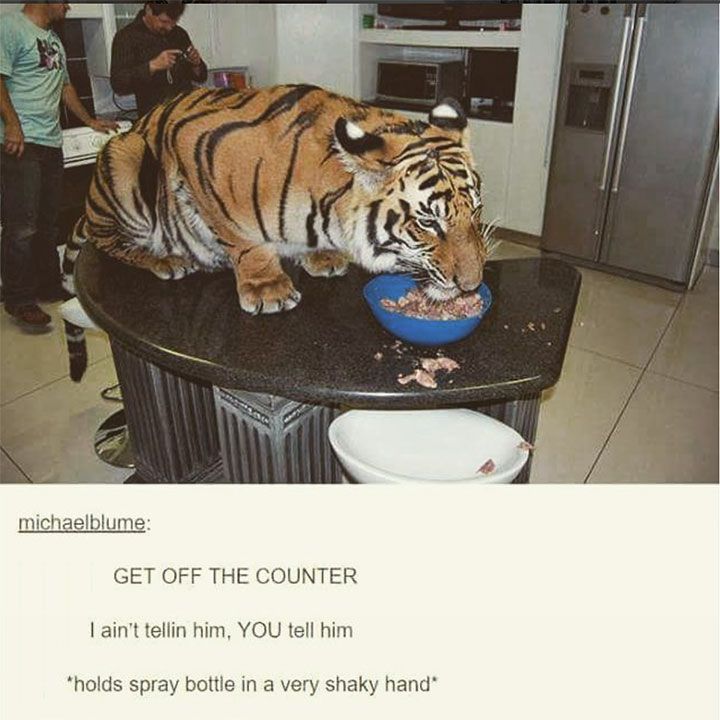 michaelblume:
GET OFF THE COUNTER
I ain't tellin him, YOU tell him
*holds spray bottle in a very shaky hand*